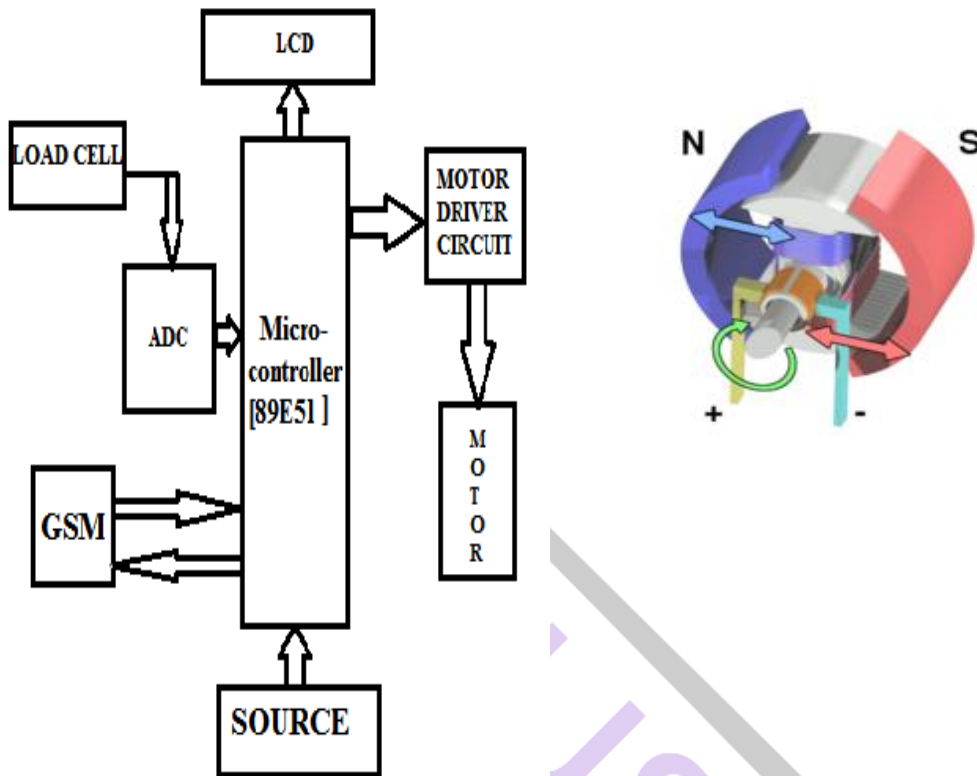 LCD
LOAD CELL
MOTOR
DRIVER
CIRCUIT
ADC
Micro-
controller
[89E51]
M
O
T
O
R
GSM
SOURCE
N
S
+
-